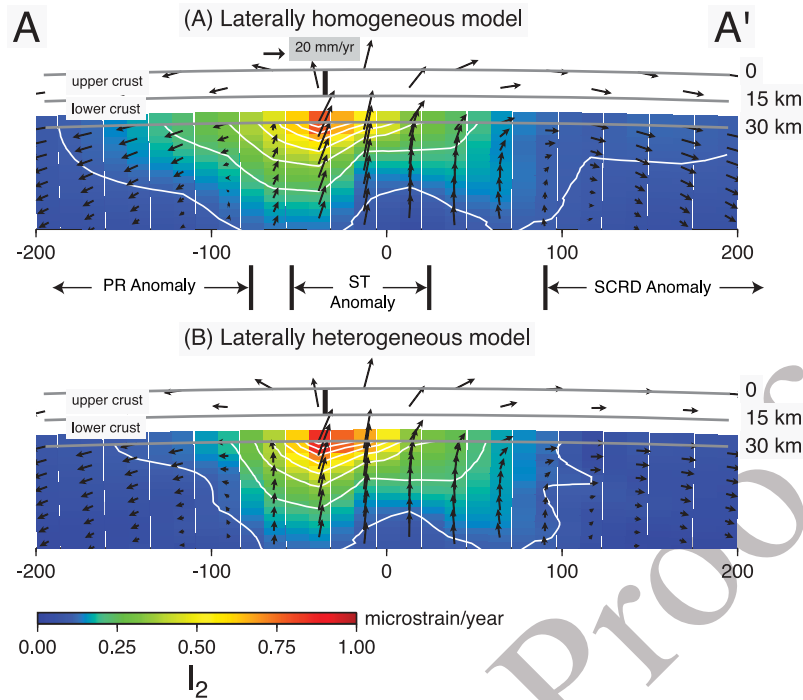 A (A) Laterally homogeneous model A'
20 mm/yr
upper crust 0
lower crust 15 km
30 km
-200 -100 0 100 200
PR Anomaly ST Anomaly SCRD Anomaly
(B) Laterally heterogeneous model
upper crust 0
lower crust 15 km
30 km
-200 -100 0 100 200
microstrain/year
0.00 0.25 0.50 0.75 1.00
I2
Proof